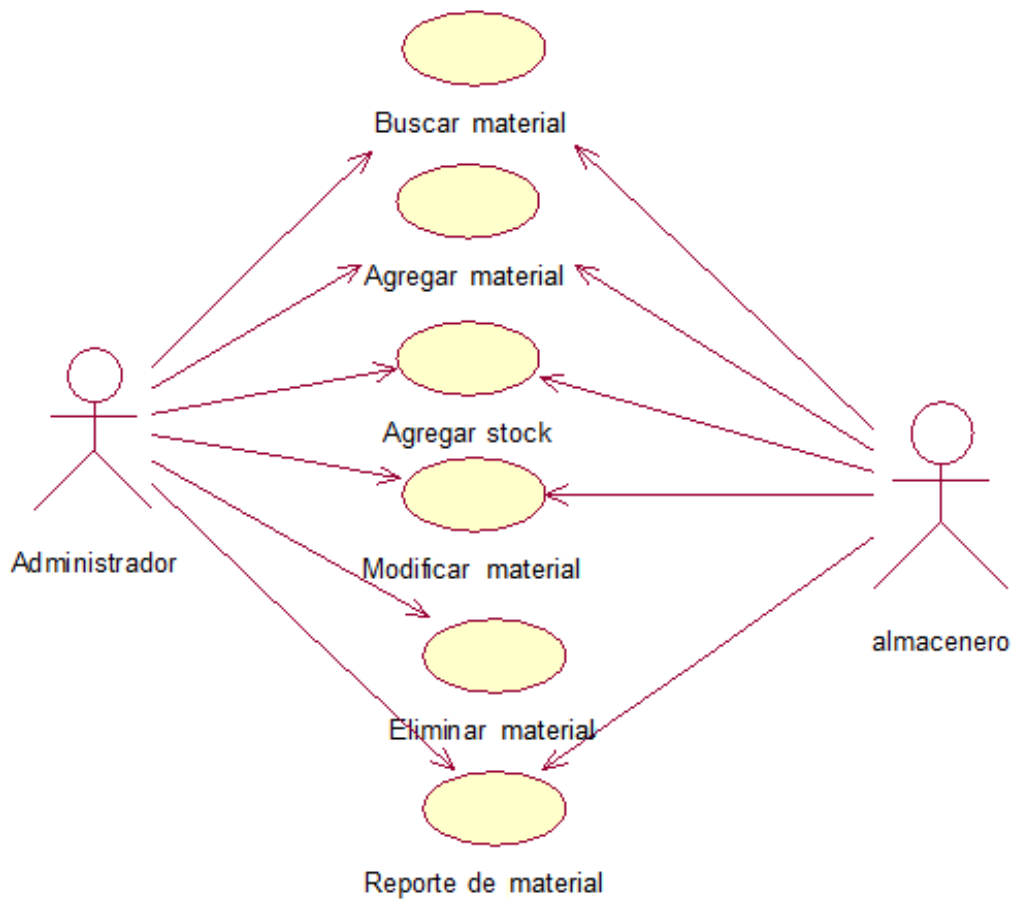 Buscar material
Agregar material
Agregar stock
Administrador
Modificar material
almacenero
Eliminar material
Reporte de material